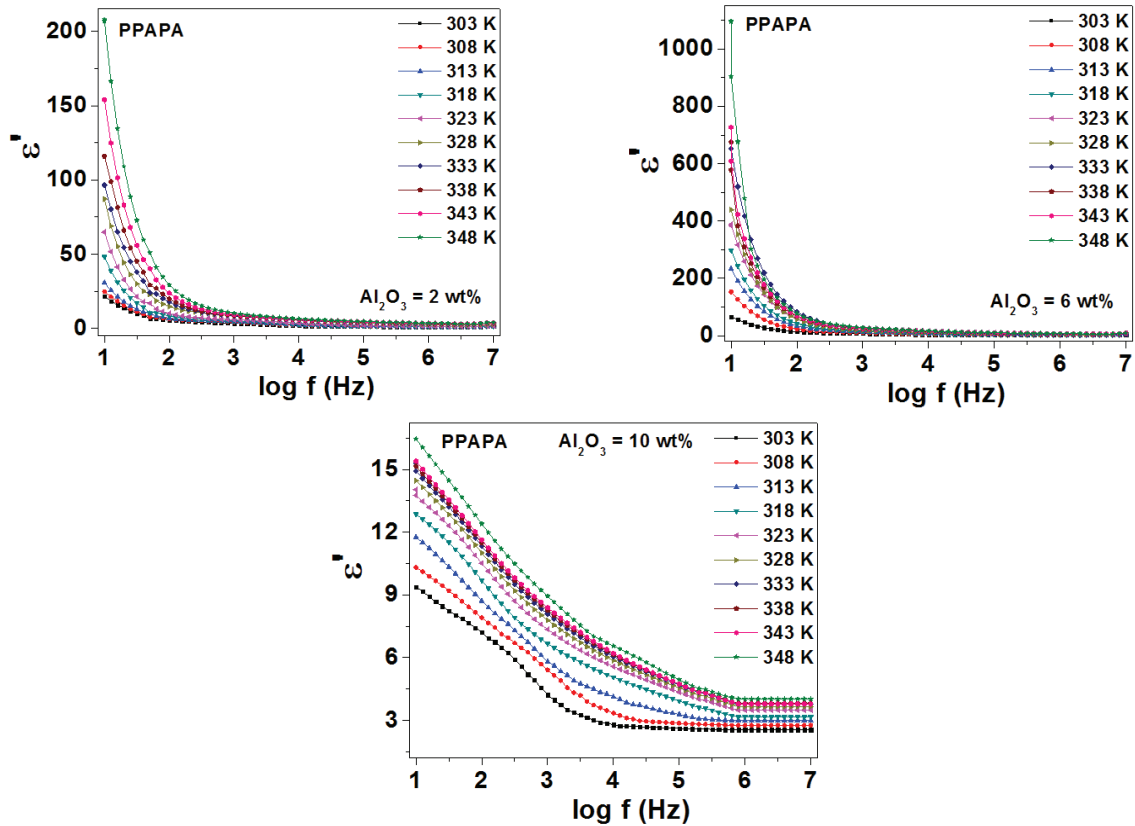 PPAPA
303 K
308 K
313 K
318 K
323 K
328 K
333 K
338 K
343 K
348 K
Al₂O₃ = 2 wt%
200
150
100
50
0
ε'
1 2 3 4 5 6 7
log f (Hz)
PPAPA
303 K
308 K
313 K
318 K
323 K
328 K
333 K
338 K
343 K
348 K
Al₂O₃ = 6 wt%
1000
800
600
400
200
0
ε'
1 2 3 4 5 6 7
log f (Hz)
PPAPA Al₂O₃ = 10 wt%
303 K
308 K
313 K
318 K
323 K
328 K
333 K
338 K
343 K
348 K
15
12
9
6
3
ε'
1 2 3 4 5 6 7
log f (Hz)